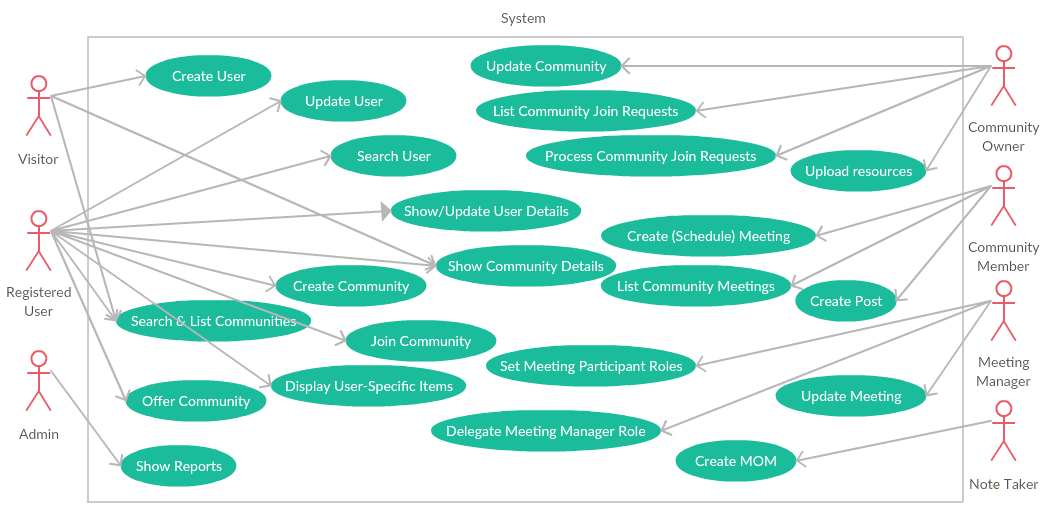 System
Create User
Update Community
Update User
List Community Join Requests
Visitor
Community
Owner
Search User
Process Community Join Requests
Upload resources
Show/Update User Details
Create (Schedule) Meeting
Community
Member
Registered
User
Show Community Details
Create Community
List Community Meetings
Create Post
Search & List Communities
Join Community
Set Meeting Participant Roles
Meeting
Manager
Display User-Specific Items
Offer Community
Update Meeting
Admin
Delegate Meeting Manager Role
Show Reports
Create MOM
Note Taker